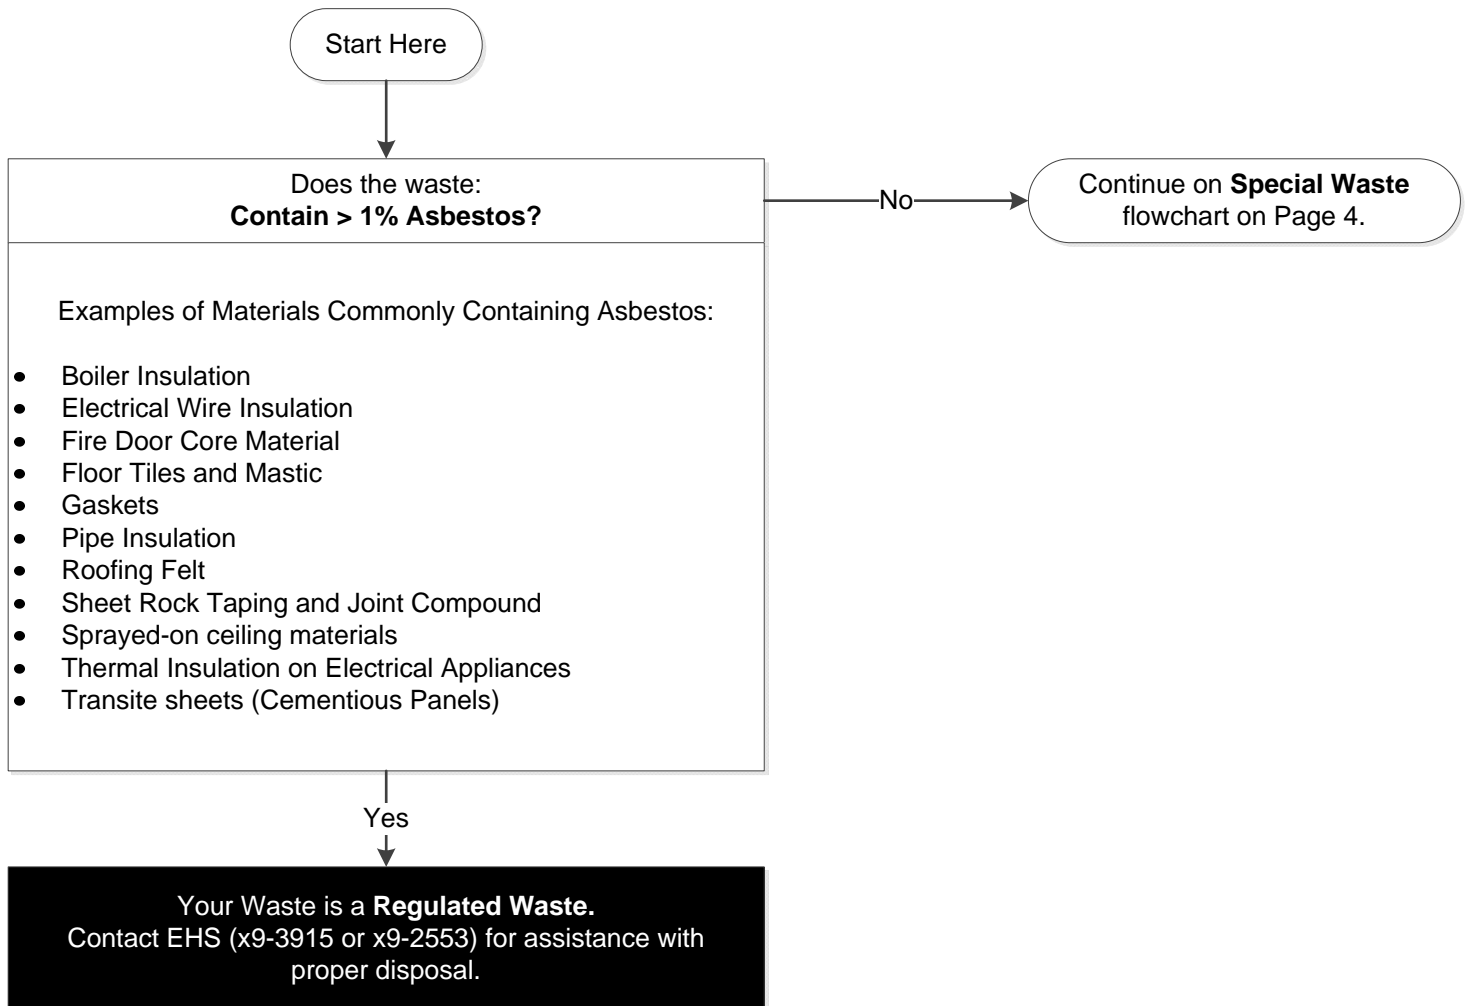 Start Here
Does the waste:
Contain > 1% Asbestos?
No
Continue on Special Waste
flowchart on Page 4.
Examples of Materials Commonly Containing Asbestos:
• Boiler Insulation
• Electrical Wire Insulation
• Fire Door Core Material
• Floor Tiles and Mastic
• Gaskets
• Pipe Insulation
• Roofing Felt
• Sheet Rock Taping and Joint Compound
• Sprayed-on ceiling materials
• Thermal Insulation on Electrical Appliances
• Transite sheets (Cementious Panels)
Yes
Your Waste is a Regulated Waste.
Contact EHS (x9-3915 or x9-2553) for assistance with
proper disposal.